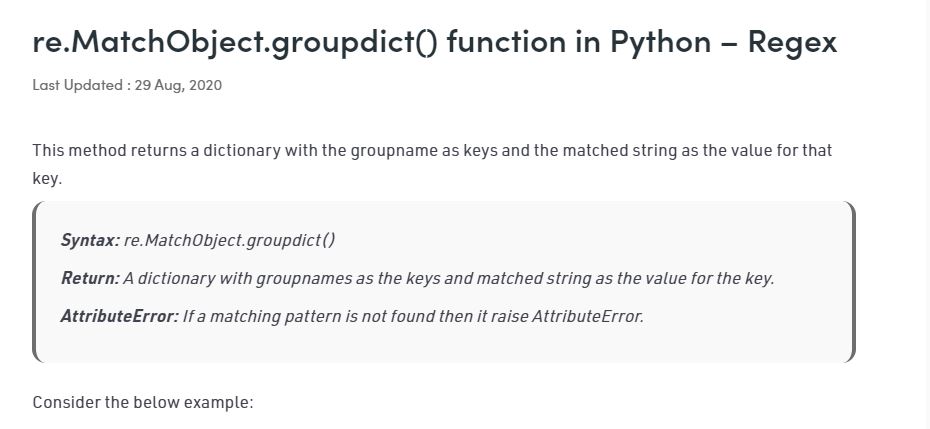 re.MatchObject.groupdict() function in Python – Regex
Last Updated : 29 Aug, 2020
This method returns a dictionary with the groupname as keys and the matched string as the value for that
key.
Syntax: re.MatchObject.groupdict()
Return: A dictionary with groupnames as the keys and matched string as the value for the key.
AttributeError: If a matching pattern is not found then it raise AttributeError.
Consider the below example: